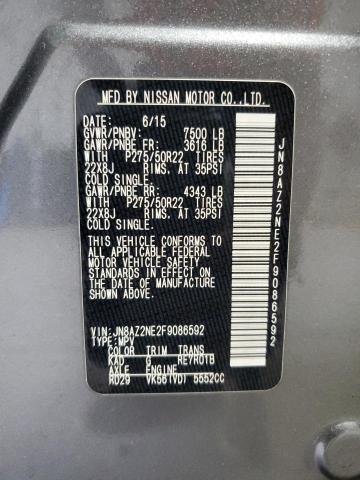 MFD BY NISSAN MOTOR CO.,LTD.
DATE: 6/15
GVWR/PNBV: 7500 LB
GAWR/PNBE FR: 3616 LB
WITH P275/50R22 TIRES
22X8J RIMS, AT 35PSI
COLD SINGLE.
GAWR/PNBE RR: 4343 LB
WITH P275/50R22 TIRES
22X8J RIMS, AT 35PSI
COLD SINGLE.
THIS VEHICLE CONFORMS TO
ALL APPLICABLE FEDERAL
MOTOR VEHICLE SAFETY
STANDARDS IN EFFECT ON
THE DATE OF MANUFACTURE
SHOWN ABOVE.
VIN: JN8AZ2NE2F9086592
TYPE: MPV
COLOR TRIM TRANS
KAD G RE7R01B
AXLE ENGINE
RD29 VK56(VD) 5552CC
JN8AZ2NE2F9086592